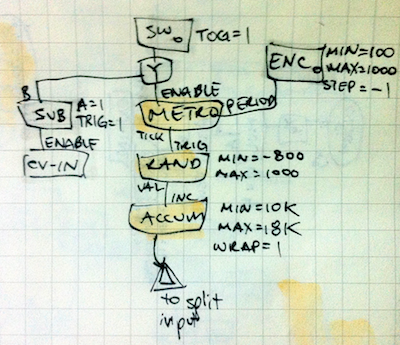 SW
TOG=1
Y
ENC
MIN=100
MAX=1000
STEP=-1
B
ENABLE
SUB
A=1
TRIG=1
METRO
PERIOD
ENABLE
TICK
TRIG
CV-IN
RAND
MIN=-800
MAX=1000
VAL
INC
ACCUM
MIN=10K
MAX=18K
WRAP=1
to split
input